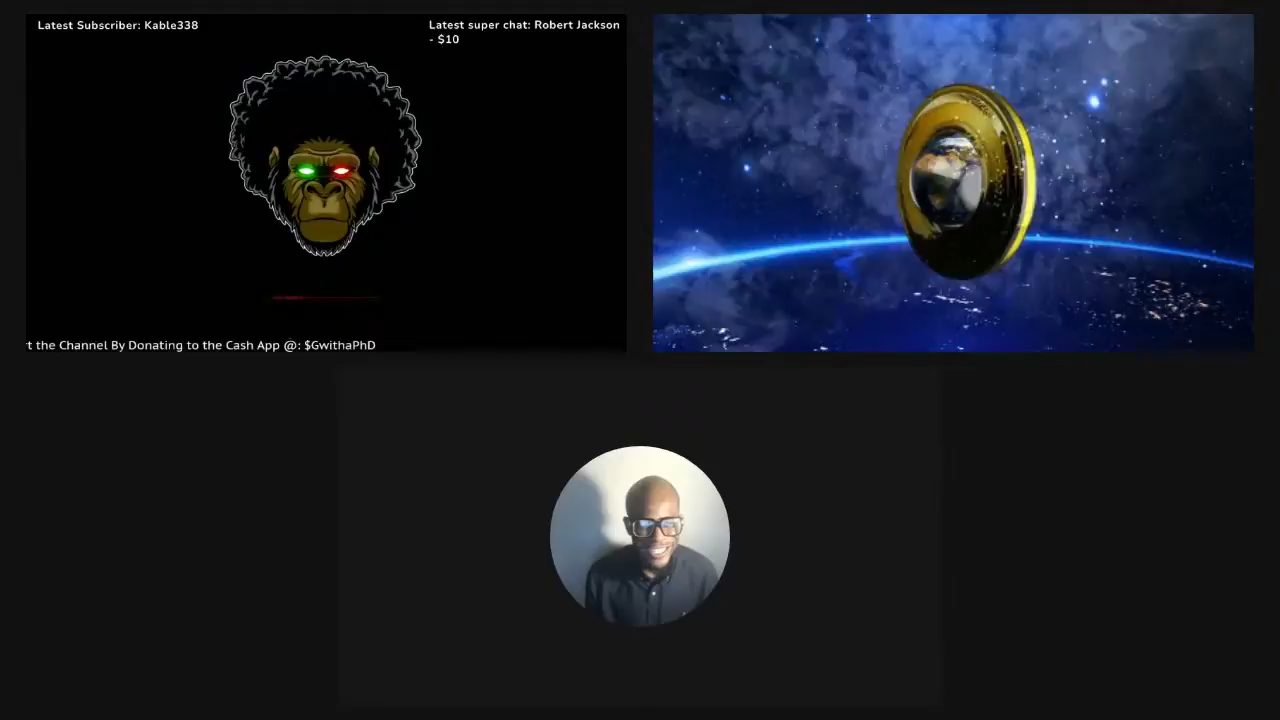 Latest Subscriber: Kable338
Latest super chat: Robert Jackson
- $10
t the Channel By Donating to the Cash App @: $GwithaPhD